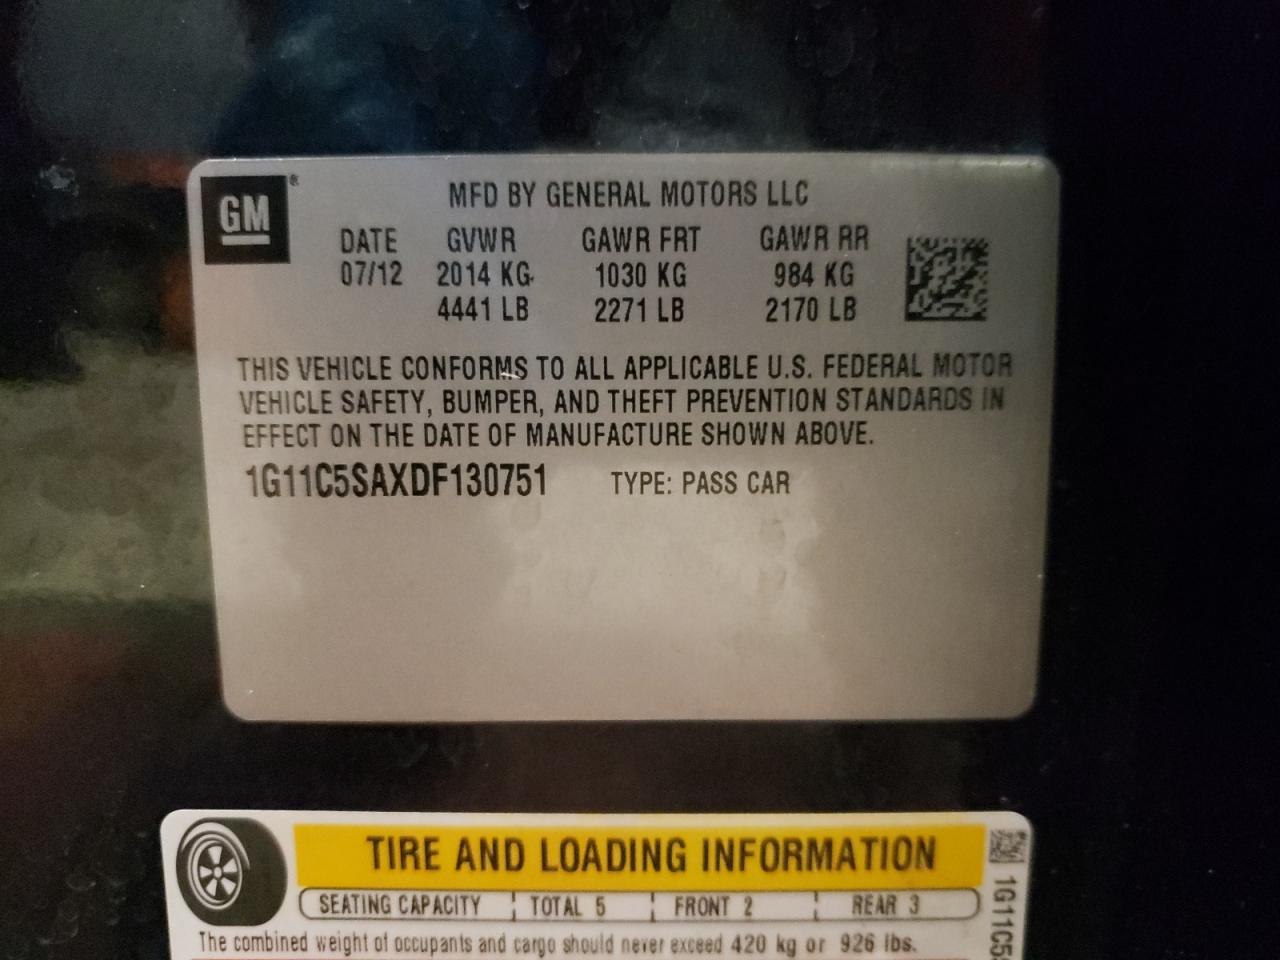 GM®
MFD BY GENERAL MOTORS LLC
DATE GVWR GAWR FRT GAWR RR
07/12 2014 KG 1030 KG 984 KG
4441 LB 2271 LB 2170 LB
THIS VEHICLE CONFORMS TO ALL APPLICABLE U.S. FEDERAL MOTOR
VEHICLE SAFETY, BUMPER, AND THEFT PREVENTION STANDARDS IN
EFFECT ON THE DATE OF MANUFACTURE SHOWN ABOVE.
1G11C5SAXDF130751 TYPE: PASS CAR
TIRE AND LOADING INFORMATION
SEATING CAPACITY TOTAL 5 FRONT 2 REAR 3
The combined weight of occupants and cargo should never exceed 420 kg or 926 lbs.
1G11C5